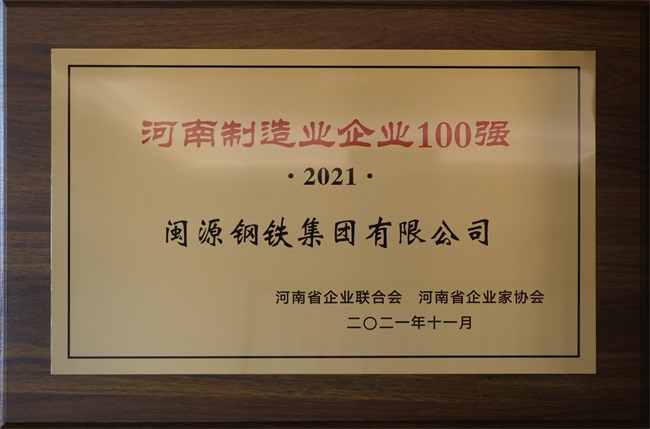 河南制造业企业100强
·2021·
闽源钢铁集团有限公司
河南省企业联合会 河南省企业家协会
二〇二一年十一月